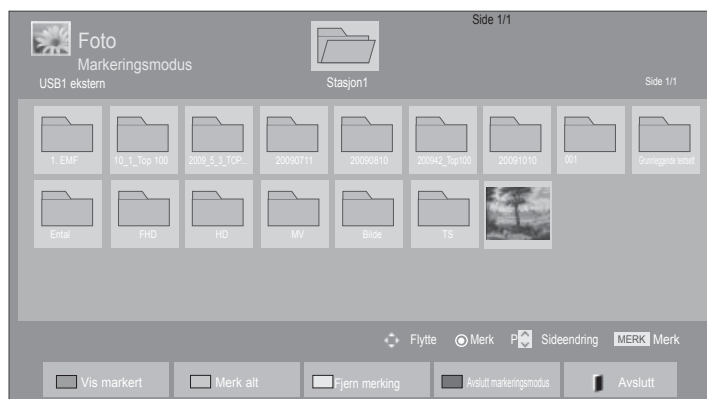 Side 1/1
Foto
Markeringsmodus
USB1 ekstern
Stasjon1
Side 1/1
1. EMF
10_1_Top 100
2009_5_3_TOP...
20090711
20090810
200942_Top100
20091010
001
Grunnleggende testsett
Ental
FHD
HD
MV
Bilde
TS
Flytte
Merk
P Sideendring
MERK Merk
Vis markert
Merk alt
Fjern merking
Avslutt markeringsmodus
Avslutt